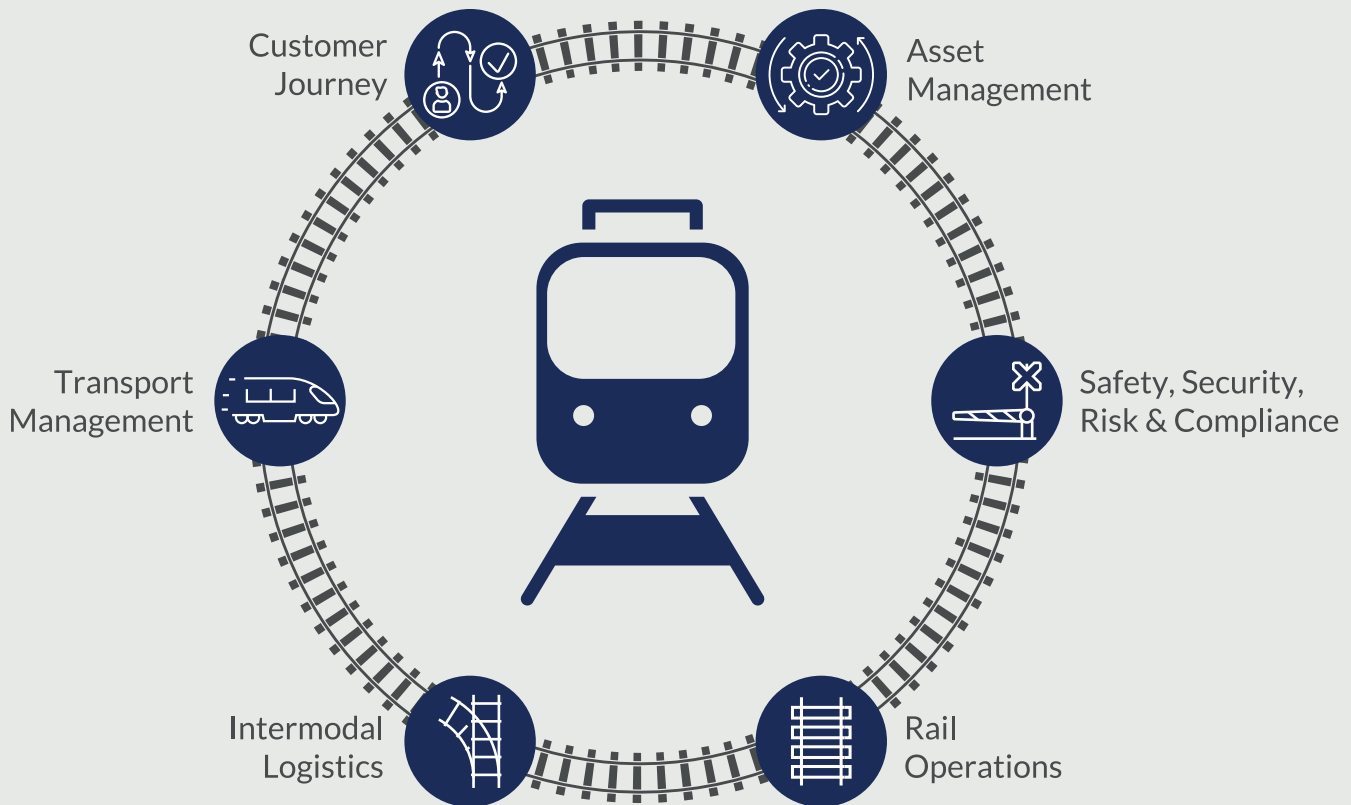 Customer
Journey
Asset
Management
Transport
Management
Safety, Security,
Risk & Compliance
Intermodal
Logistics
Rail
Operations